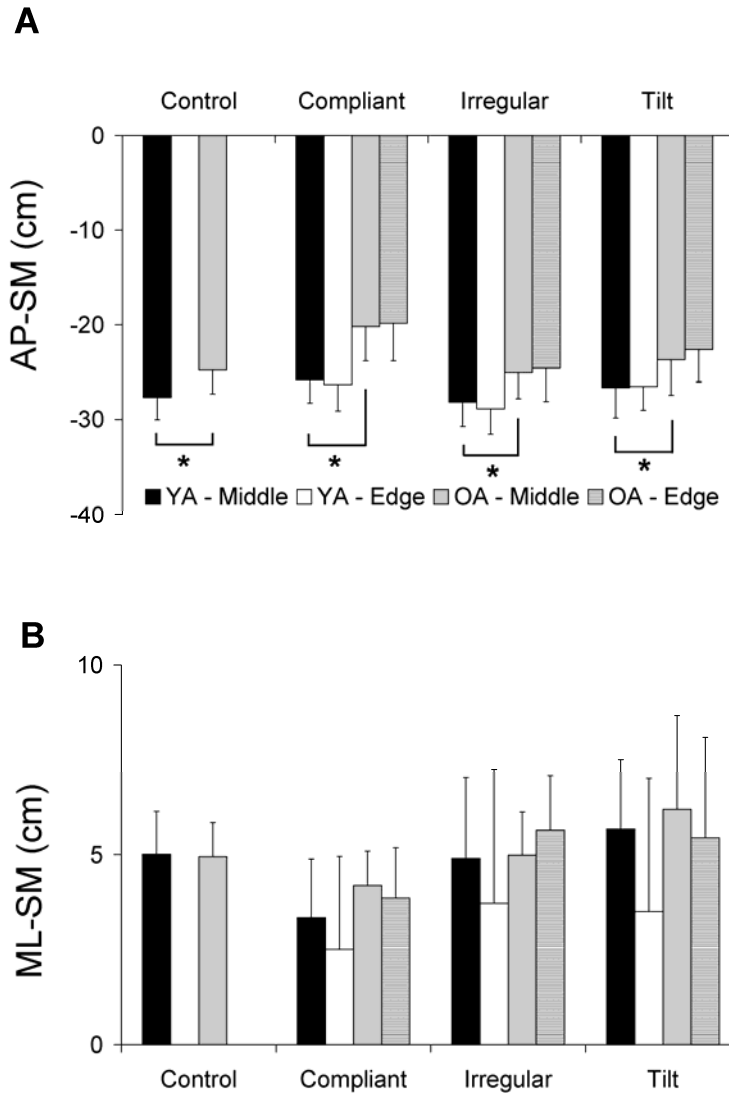 A
Control Compliant Irregular Tilt
0
-10
-20
-30
-40
AP-SM (cm)
* * * *
YA - Middle YA - Edge OA - Middle OA - Edge
B
10
5
0
ML-SM (cm)
Control Compliant Irregular Tilt